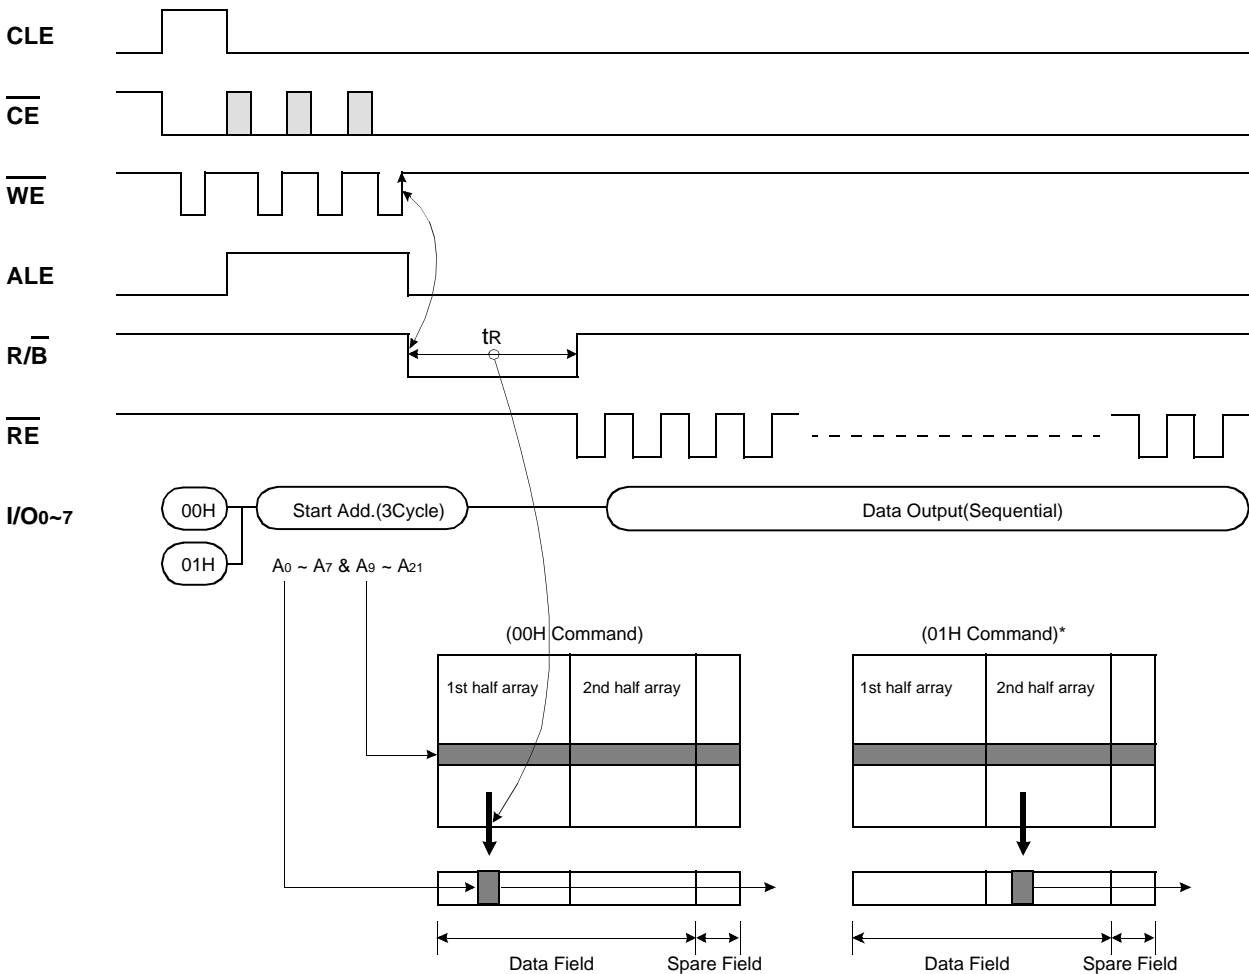 CLE
CE
WE
ALE
R/B
tR
RE
I/O0~7
00H
Start Add.(3Cycle)
Data Output(Sequential)
01H
A0 ~ A7 & A9 ~ A21
(00H Command)
(01H Command)*
1st half array
2nd half array
1st half array
2nd half array
Data Field
Spare Field
Data Field
Spare Field